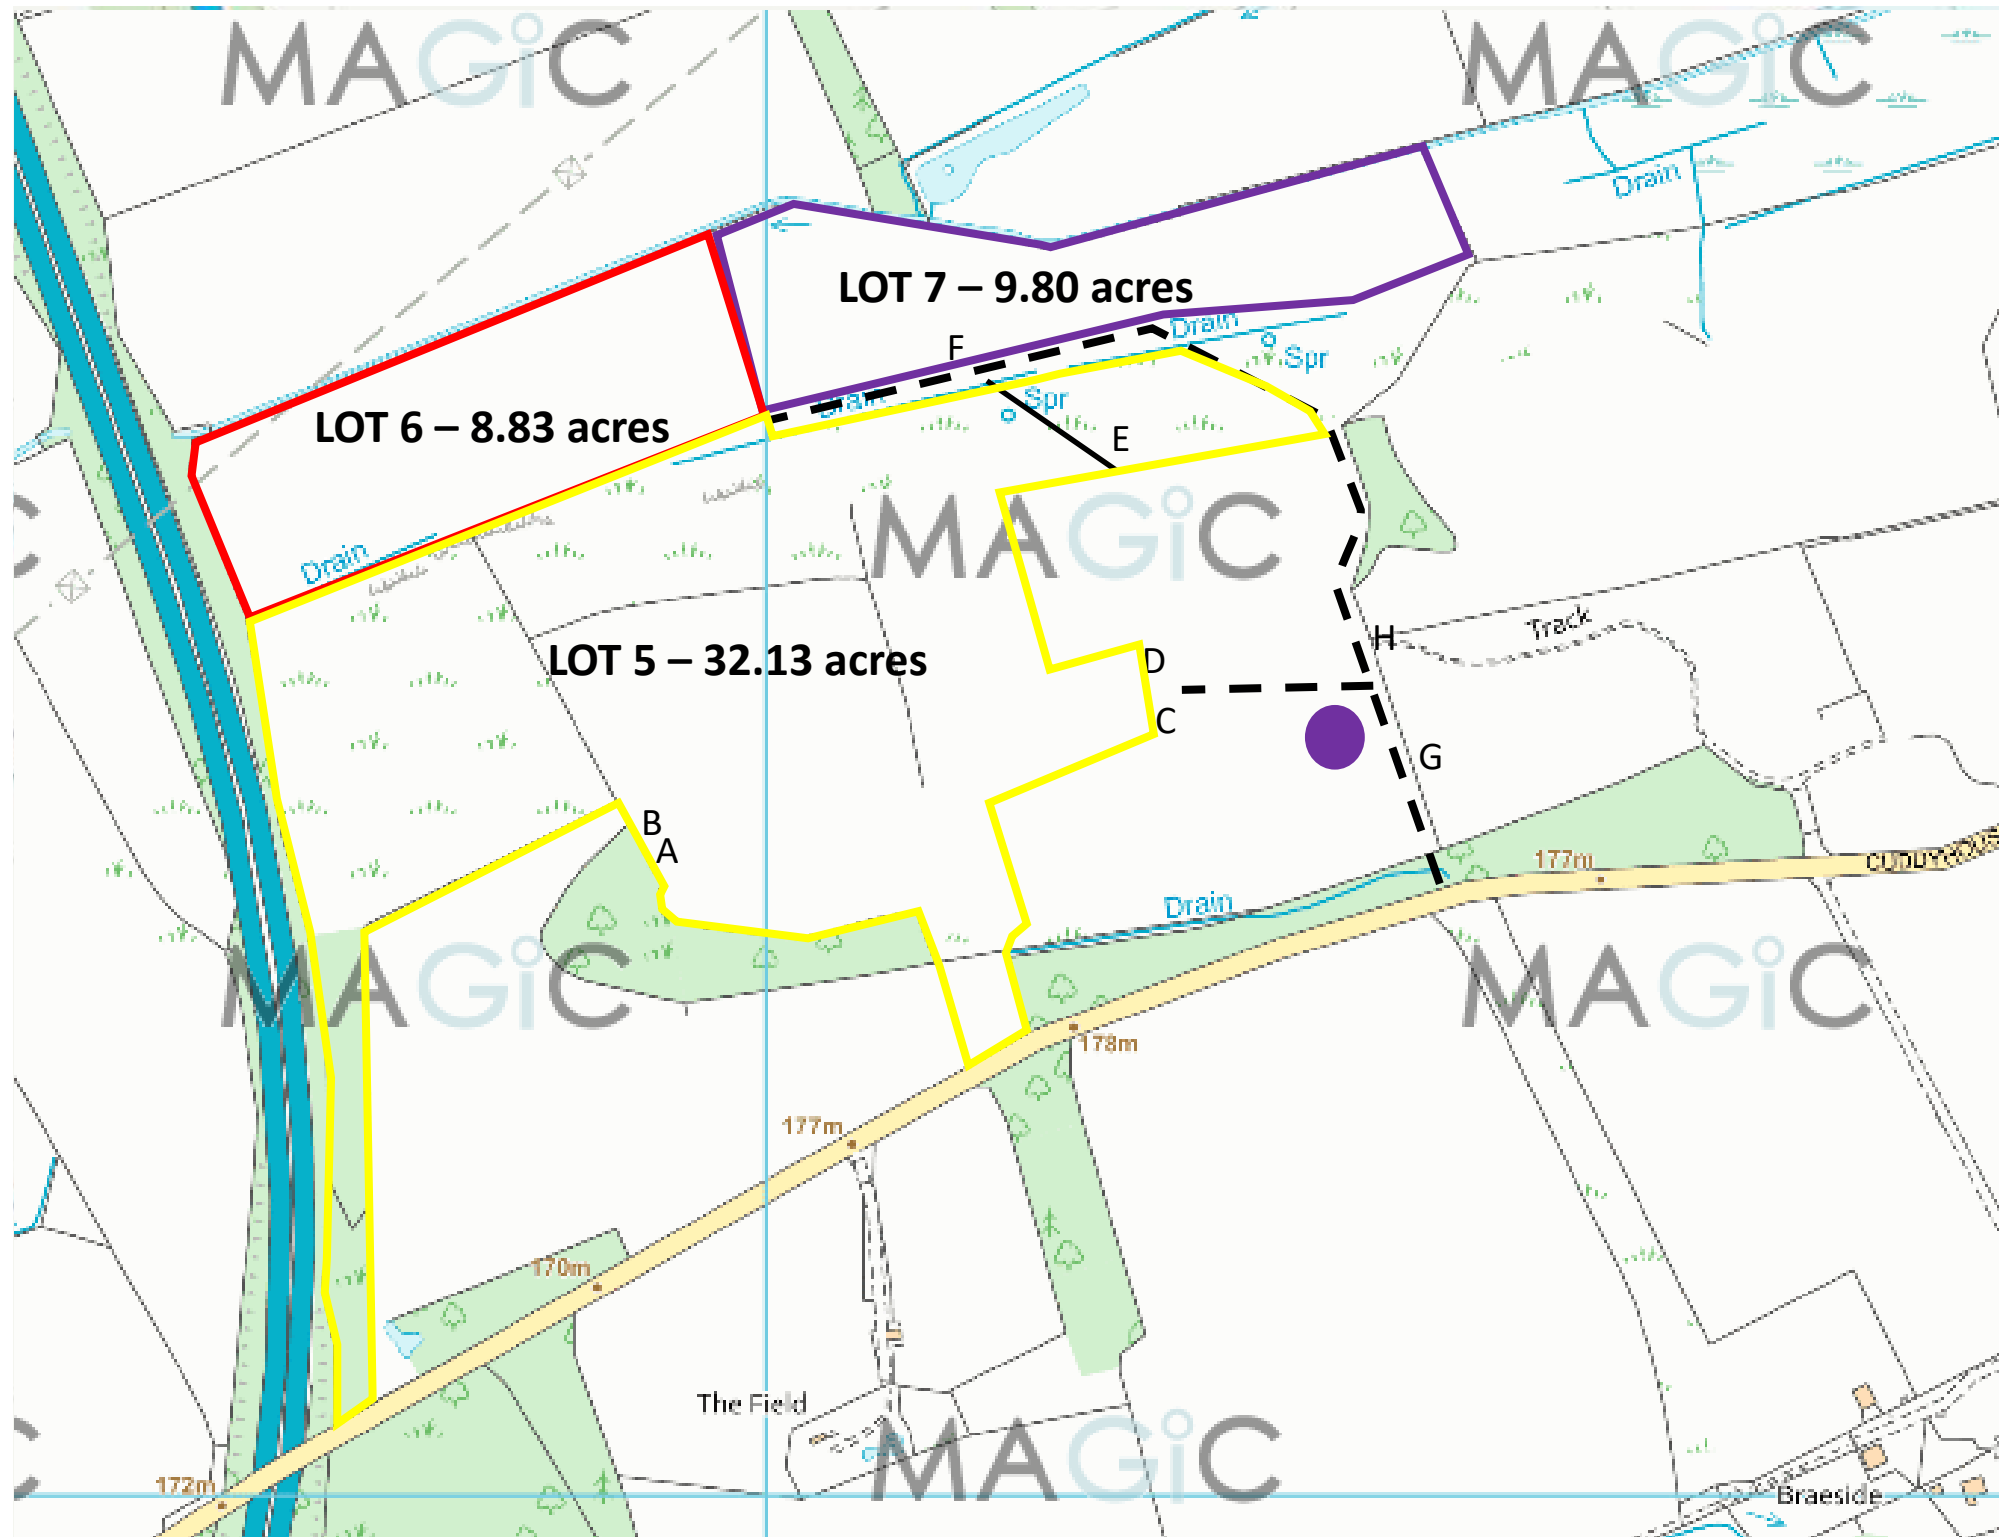 MAGiC
MAGiC
Drain
LOT 7 – 9.80 acres
Drain
F
Spr
Drain
Spr
LOT 6 – 8.83 acres
E
MAGiC
Drain
H
Track
LOT 5 – 32.13 acres
D
C
G
B
A
177m
Drain
MAGiC
MAGiC
178m
177m
170m
The Field
MAGiC
172m
Braeside